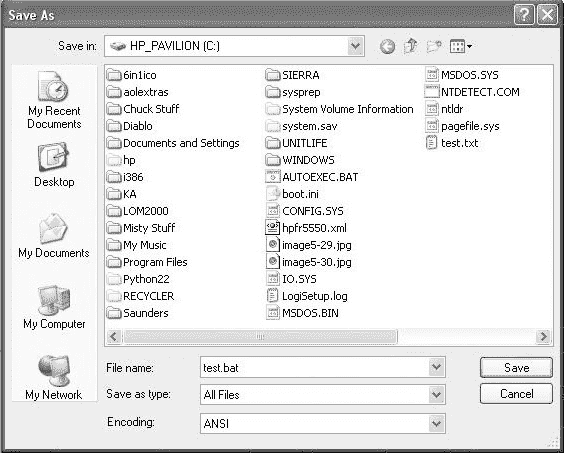 Save As
Save in: HP_PAVILION (C:)
My Recent
Documents
Desktop
My Documents
My Computer
My Network
6in1ico
aolextras
Chuck Stuff
Diablo
Documents and Settings
hp
i386
KA
LOM2000
Misty Stuff
My Music
Program Files
Python22
RECYCLER
Saunders
SIERRA
sysprep
System Volume Information
system.sav
UNITLIFE
WINDOWS
AUTOEXEC.BAT
boot.ini
CONFIG.SYS
hpfr5550.xml
image5-29.jpg
image5-30.jpg
IO.SYS
LogiSetup.log
MSDOS.BIN
MSDOS.SYS
NTDETECT.COM
ntldr
pagefile.sys
test.txt
File name: test.bat
Save
Save as type: All Files
Cancel
Encoding: ANSI